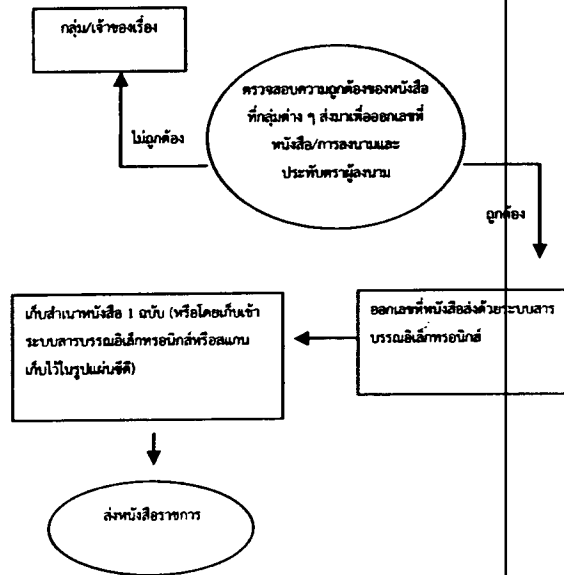 กลุ่ม/เจ้าของเรื่อง
ตรวจสอบความถูกต้องของหนังสือ
ที่กลุ่มต่าง ๆ ส่งมาเพื่อออกเลขที่
หนังสือ/การลงนามและ
ประทับตราผู้ลงนาม
ไม่ถูกต้อง
ถูกต้อง
ออกเลขที่หนังสือส่งด้วยระบบสาร
บรรณอิเล็กทรอนิกส์
เก็บสำเนาหนังสือ 1 ฉบับ (หรือโดยเก็บเข้า
ระบบสารบรรณอิเล็กทรอนิกส์หรือสแกน
เก็บไว้ในรูปแผ่นซีดี)
ส่งหนังสือราชการ